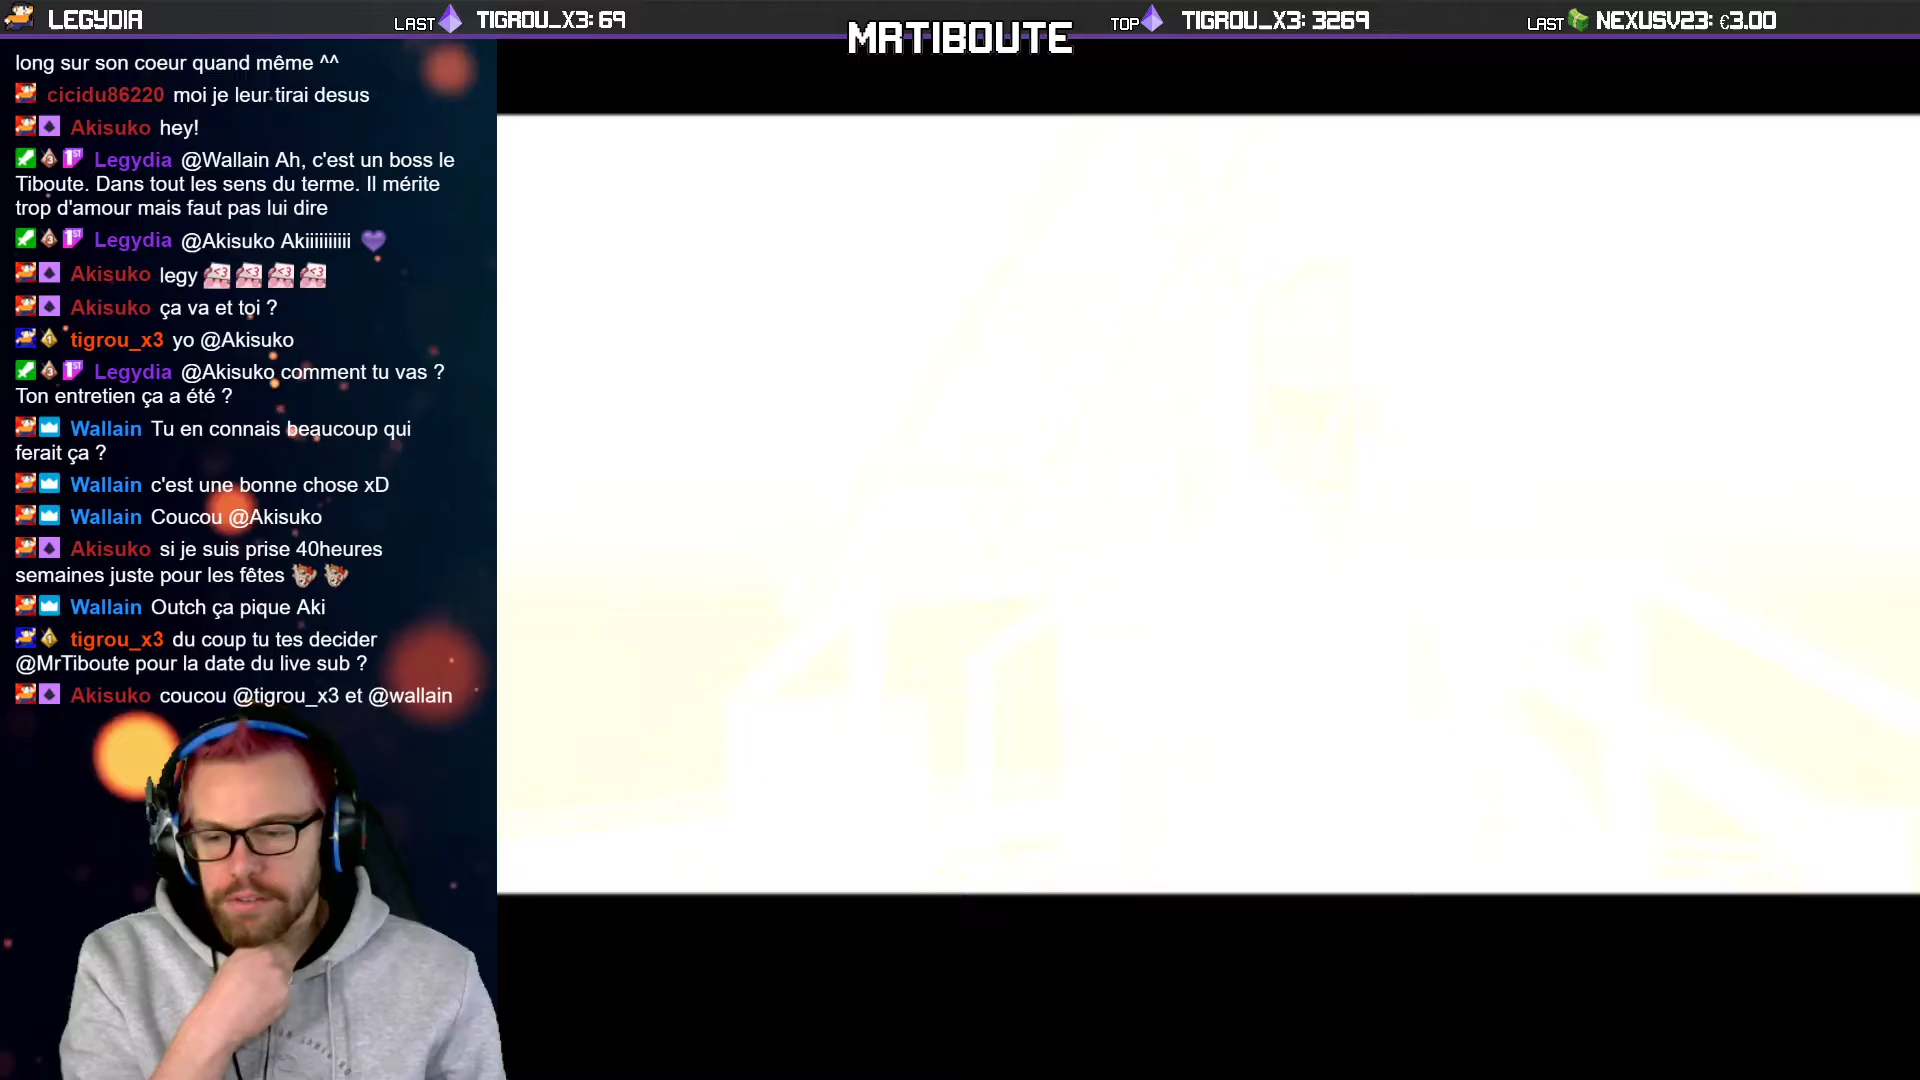 LEGYDIA
LAST TIGROU_X3: 69
MRTIBOUTE
TOP TIGROU_X3: 3269
LAST NEXUSV23: €3.00
long sur son coeur quand même ^^
cicidu86220 moi je leur tirai desus
Akisuko hey!
Legydia @Wallain Ah, c'est un boss le
Tiboute. Dans tout les sens du terme. Il mérite
trop d'amour mais faut pas lui dire
Legydia @Akisuko Akiiiiiiiiii
Akisuko legy
Akisuko ça va et toi ?
tigrou_x3 yo @Akisuko
Legydia @Akisuko comment tu vas ?
Ton entretien ça a été ?
Wallain Tu en connais beaucoup qui
ferait ça ?
Wallain c'est une bonne chose xD
Wallain Coucou @Akisuko
Akisuko si je suis prise 40heures
semaines juste pour les fêtes
Wallain Outch ça pique Aki
tigrou_x3 du coup tu tes decider
@MrTiboute pour la date du live sub ?
Akisuko coucou @tigrou_x3 et @wallain